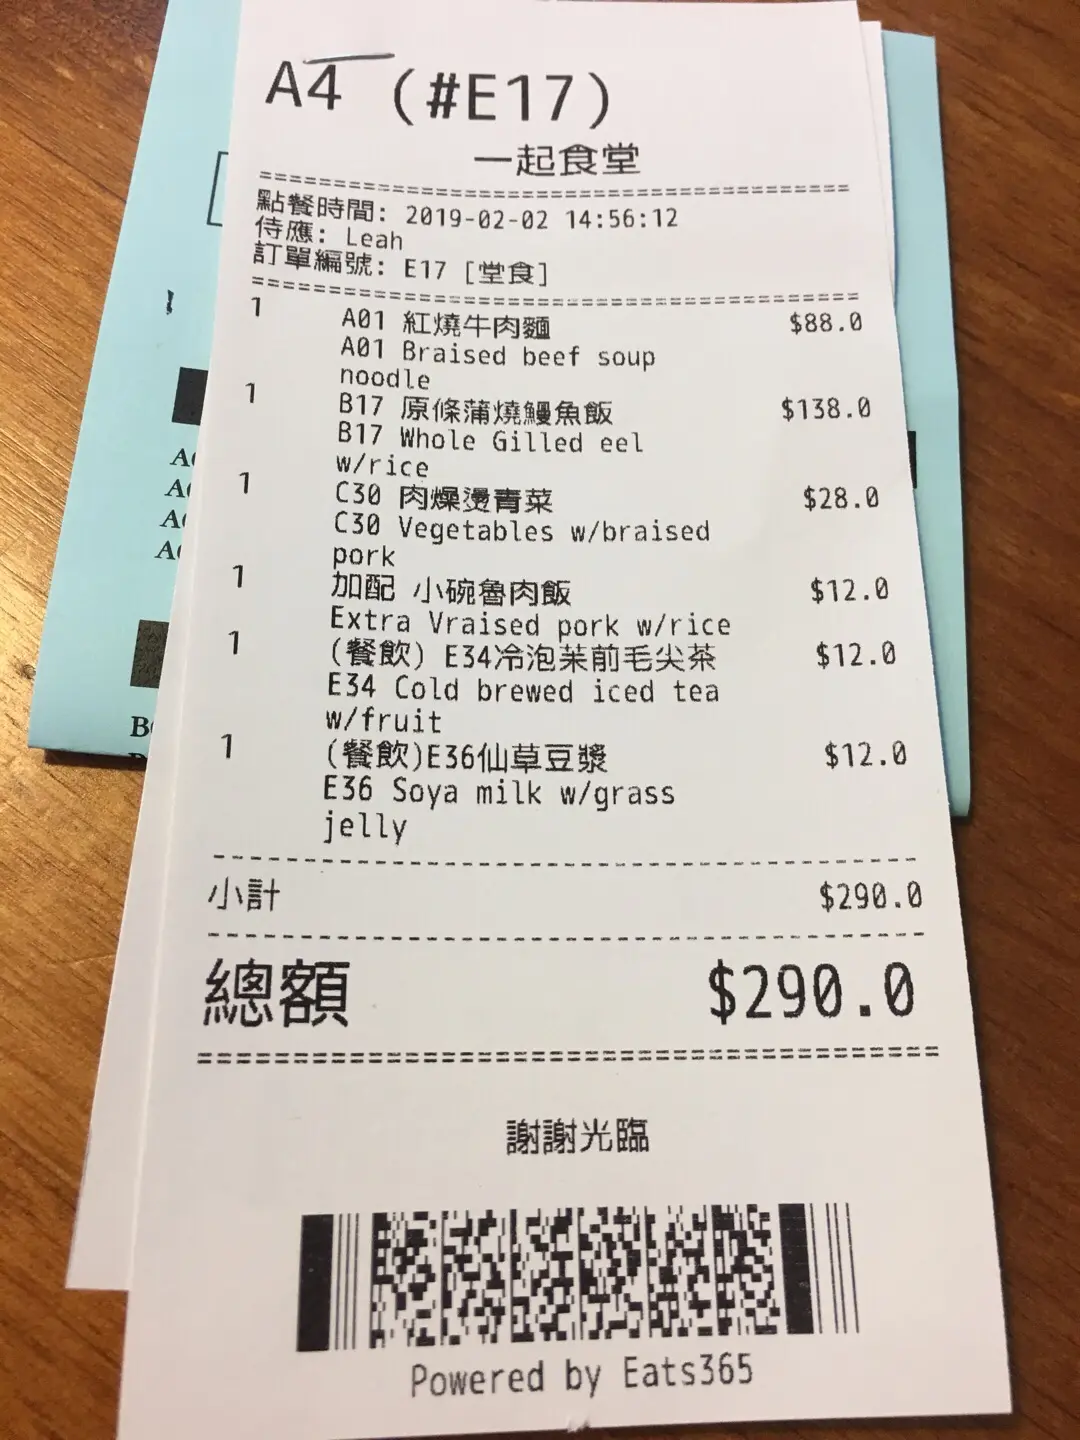 A4 (#E17)
一起食堂
點餐時間: 2019-02-02 14:56:12
侍應: Leah
訂單編號: E17 [堂食]
1 A01 紅燒牛肉麵 $88.0
A01 Braised beef soup
noodle
1 B17 原條蒲燒鰻魚飯 $138.0
B17 Whole Gilled eel
w/rice
1 C30 肉燥燙青菜 $28.0
C30 Vegetables w/braised
pork
1 加配 小碗魯肉飯 $12.0
Extra Vraised pork w/rice
1 (餐飲) E34冷泡茉前毛尖茶 $12.0
E34 Cold brewed iced tea
w/fruit
1 (餐飲)E36仙草豆漿 $12.0
E36 Soya milk w/grass
jelly
小計 $290.0
總額 $290.0
謝謝光臨
Powered by Eats365